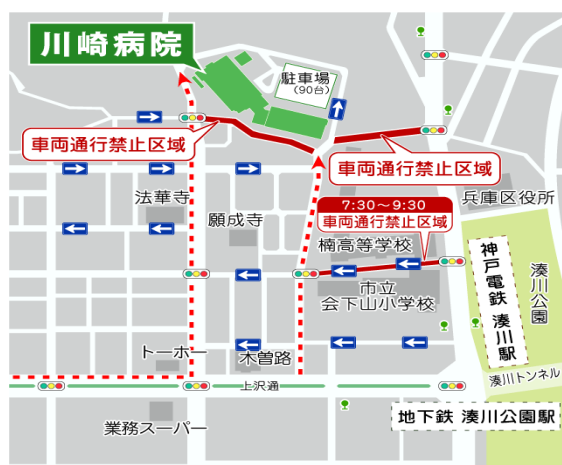 川崎病院
駐車場
(90台)
車両通行禁止区域
車両通行禁止区域
7:30～9:30
車両通行禁止区域
法華寺
願成寺
楠高等学校
兵庫区役所
市立
会下山小学校
神戸電鉄 湊川駅
湊川公園
トーホー
木曽路
上沢通
湊川トンネル
業務スーパー
地下鉄 湊川公園駅